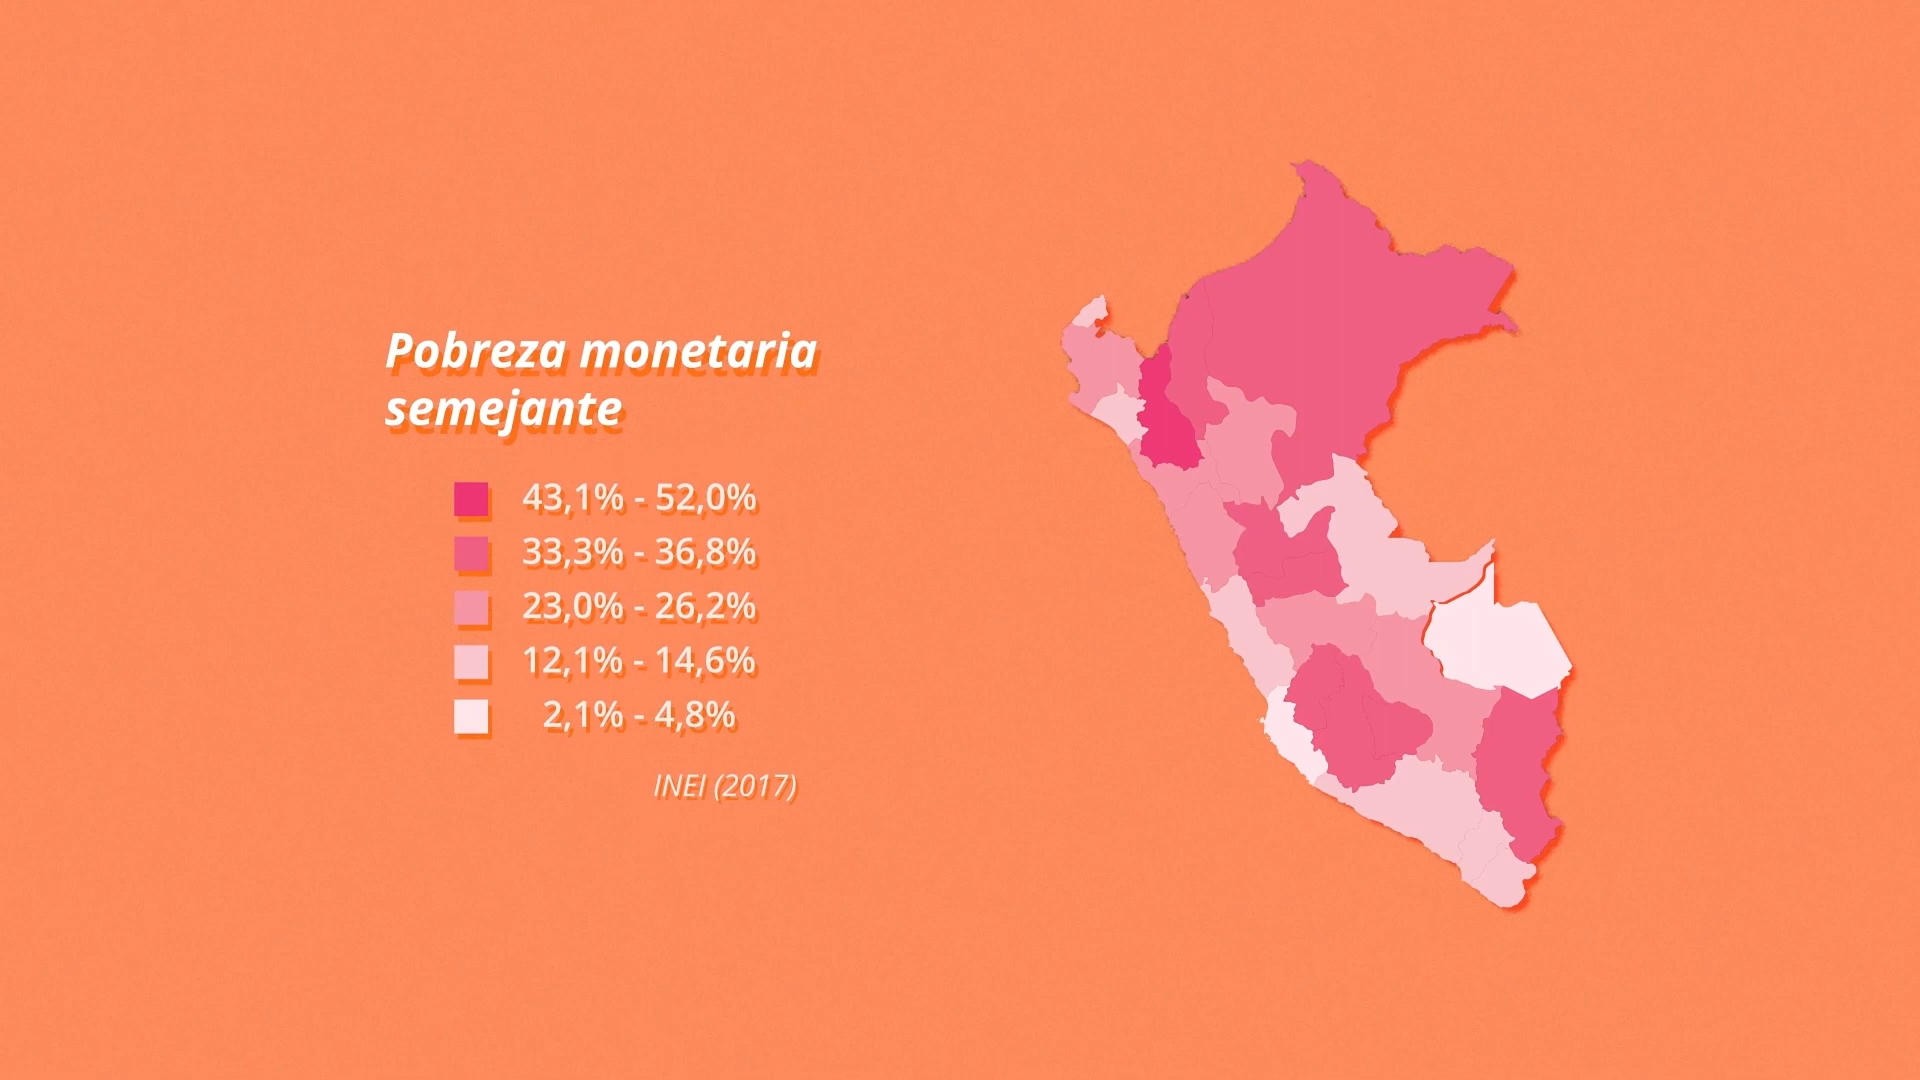 Pobreza monetaria
semejante
43,1% - 52,0%
33,3% - 36,8%
23,0% - 26,2%
12,1% - 14,6%
2,1% - 4,8%
INEI (2017)